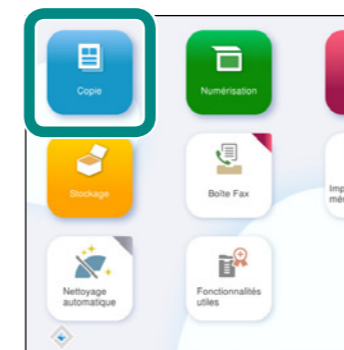 Copie
Numérisation
Stockage
Boîte Fax
Nettoyage
automatique
Fonctionnalités
utiles